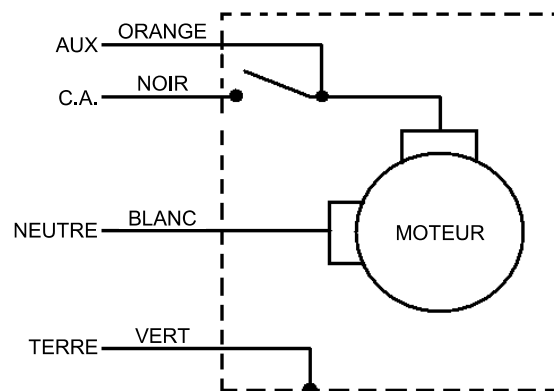 AUX ORANGE
C.A. NOIR
NEUTRE BLANC
MOTEUR
TERRE VERT